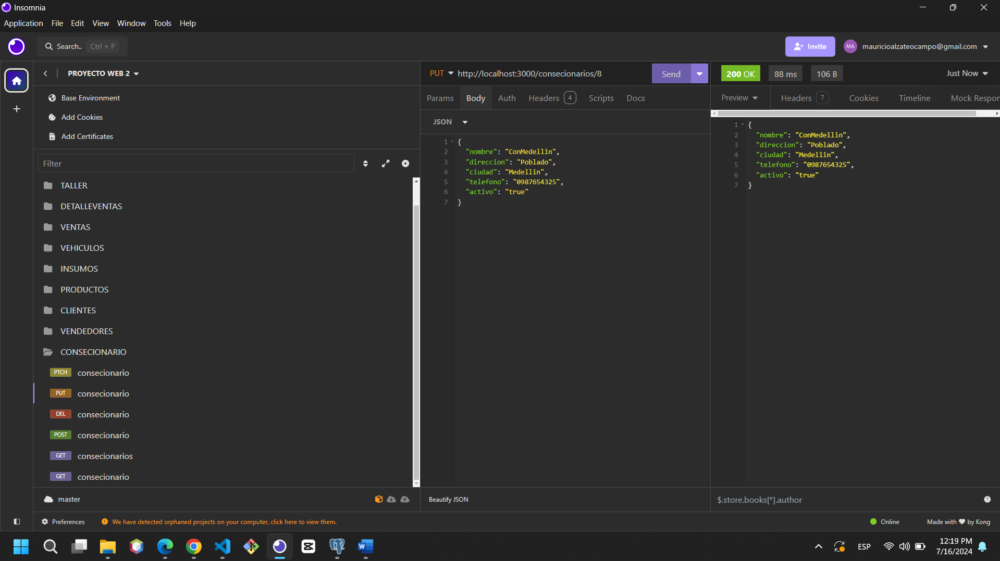 Insomnia
Application File Edit View Window Tools Help
Search.. Ctrl + P
Invite
MA mauricioalzateocampo@gmail.com
PROYECTO WEB 2
Base Environment
Add Cookies
Add Certificates
Filter
TALLER
DETALLEVENTAS
VENTAS
VEHICULOS
INSUMOS
PRODUCTOS
CLIENTES
VENDEDORES
CONSECIONARIO
PTCH consecionario
PUT consecionario
DEL consecionario
POST consecionario
GET consecionarios
GET consecionario
master
PUT http://localhost:3000/consecionarios/8 Send
Params Body Auth Headers 4 Scripts Docs
JSON
1 {
2 "nombre": "ConMedellin",
3 "direccion": "Poblado",
4 "ciudad": "Medellin",
5 "telefono": "0987654325",
6 "activo": "true"
7 }
Beautify JSON
200 OK 88 ms 106 B Just Now
Preview Headers 7 Cookies Timeline Mock Respor
1 {
2 "nombre": "ConMedellin",
3 "direccion": "Poblado",
4 "ciudad": "Medellin",
5 "telefono": "0987654325",
6 "activo": "true"
7 }
$.store.books[*].author
Preferences We have detected orphaned projects on your computer, click here to view them.
Online Made with by Kong
ESP
12:19 PM
7/16/2024